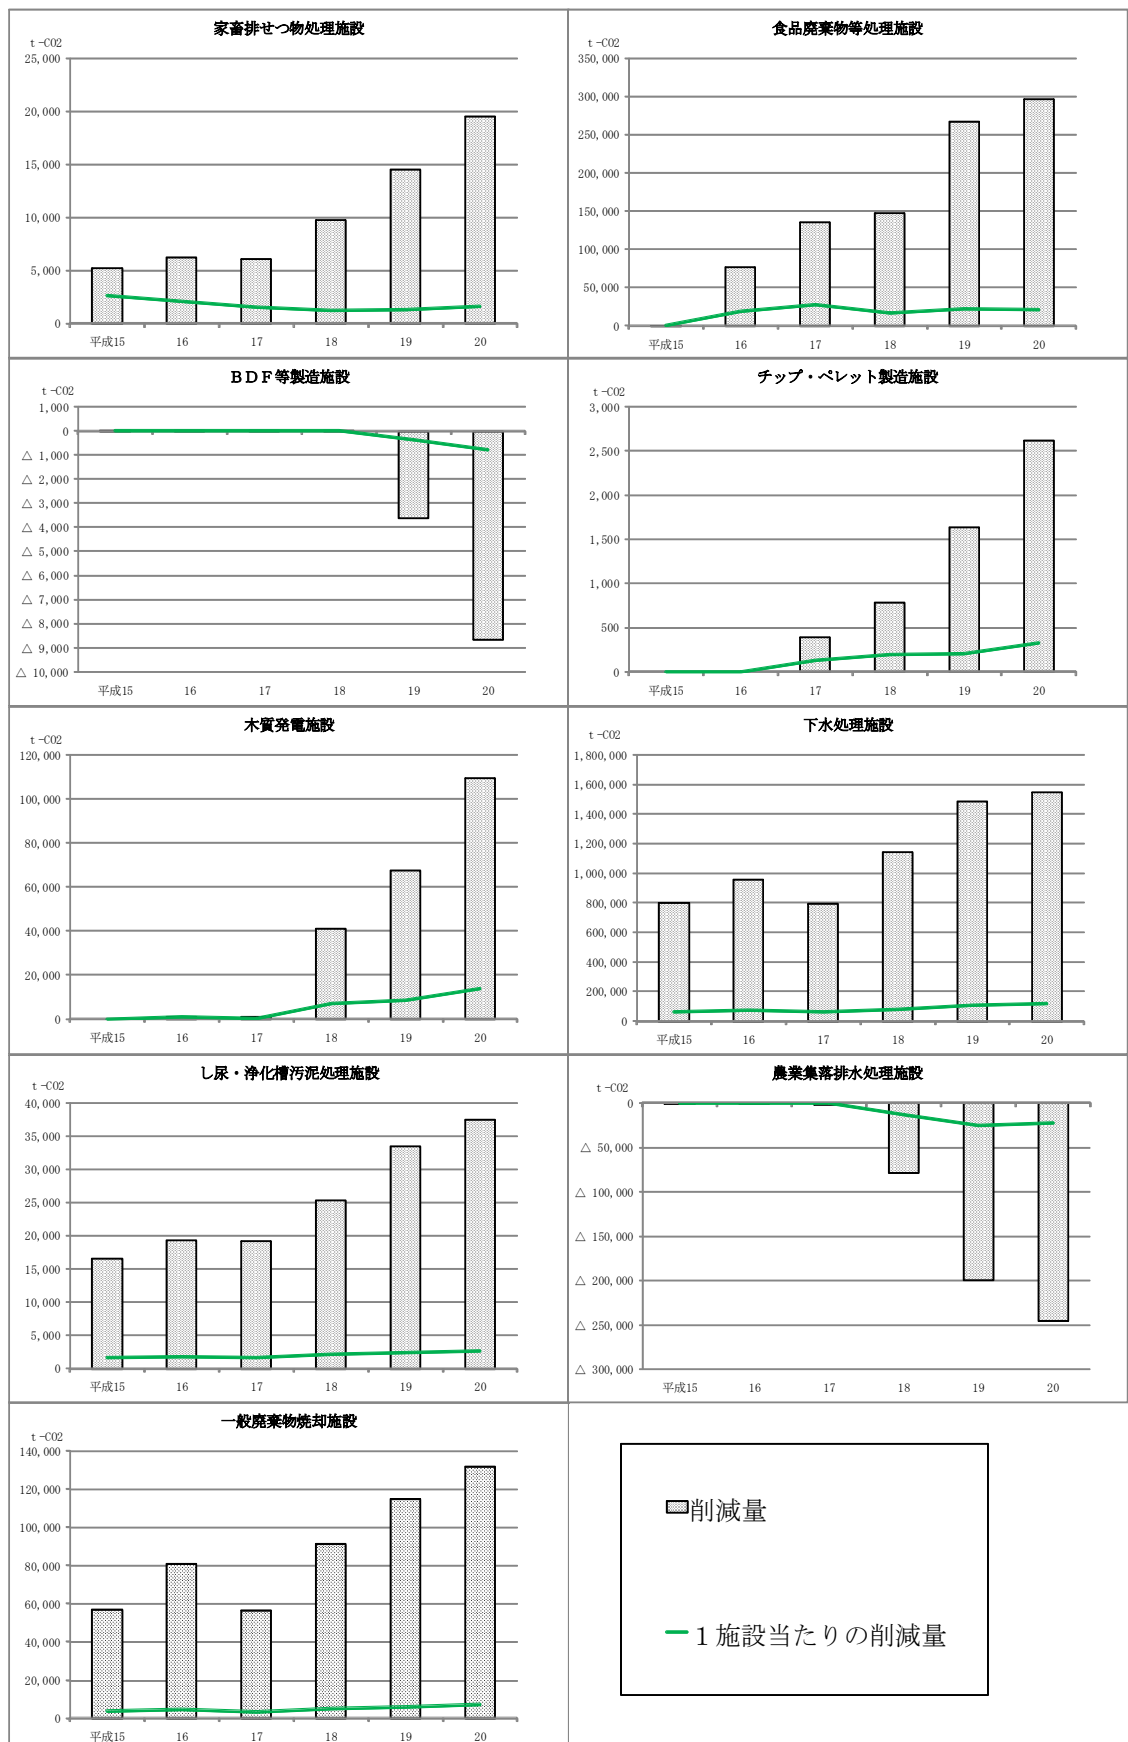 家畜排せつ物処理施設
t-CO2
25,000
20,000
15,000
10,000
5,000
0
平成15 16 17 18 19 20
食品廃棄物等処理施設
t-CO2
350,000
300,000
250,000
200,000
150,000
100,000
50,000
0
平成15 16 17 18 19 20
ＢＤＦ等製造施設
t-CO2
1,000
0
△ 1,000
△ 2,000
△ 3,000
△ 4,000
△ 5,000
△ 6,000
△ 7,000
△ 8,000
△ 9,000
△ 10,000
平成15 16 17 18 19 20
チップ・ペレット製造施設
t-CO2
3,000
2,500
2,000
1,500
1,000
500
0
平成15 16 17 18 19 20
木質発電施設
t-CO2
120,000
100,000
80,000
60,000
40,000
20,000
0
平成15 16 17 18 19 20
下水処理施設
t-CO2
1,800,000
1,600,000
1,400,000
1,200,000
1,000,000
800,000
600,000
400,000
200,000
0
平成15 16 17 18 19 20
し尿・浄化槽汚泥処理施設
t-CO2
40,000
35,000
30,000
25,000
20,000
15,000
10,000
5,000
0
平成15 16 17 18 19 20
農業集落排水処理施設
t-CO2
0
△ 50,000
△ 100,000
△ 150,000
△ 200,000
△ 250,000
△ 300,000
平成15 16 17 18 19 20
一般廃棄物焼却施設
t-CO2
140,000
120,000
100,000
80,000
60,000
40,000
20,000
0
平成15 16 17 18 19 20
削減量
１施設当たりの削減量